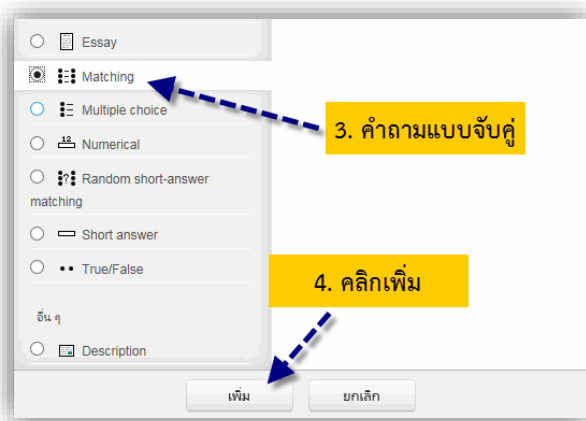 Essay
Matching
Multiple choice
3. คำถามแบบจับคู่
12
Numerical
?
Random short-answer
matching
Short answer
True/False
4. คลิกเพิ่ม
อื่น ๆ
Description
เพิ่ม
ยกเลิก